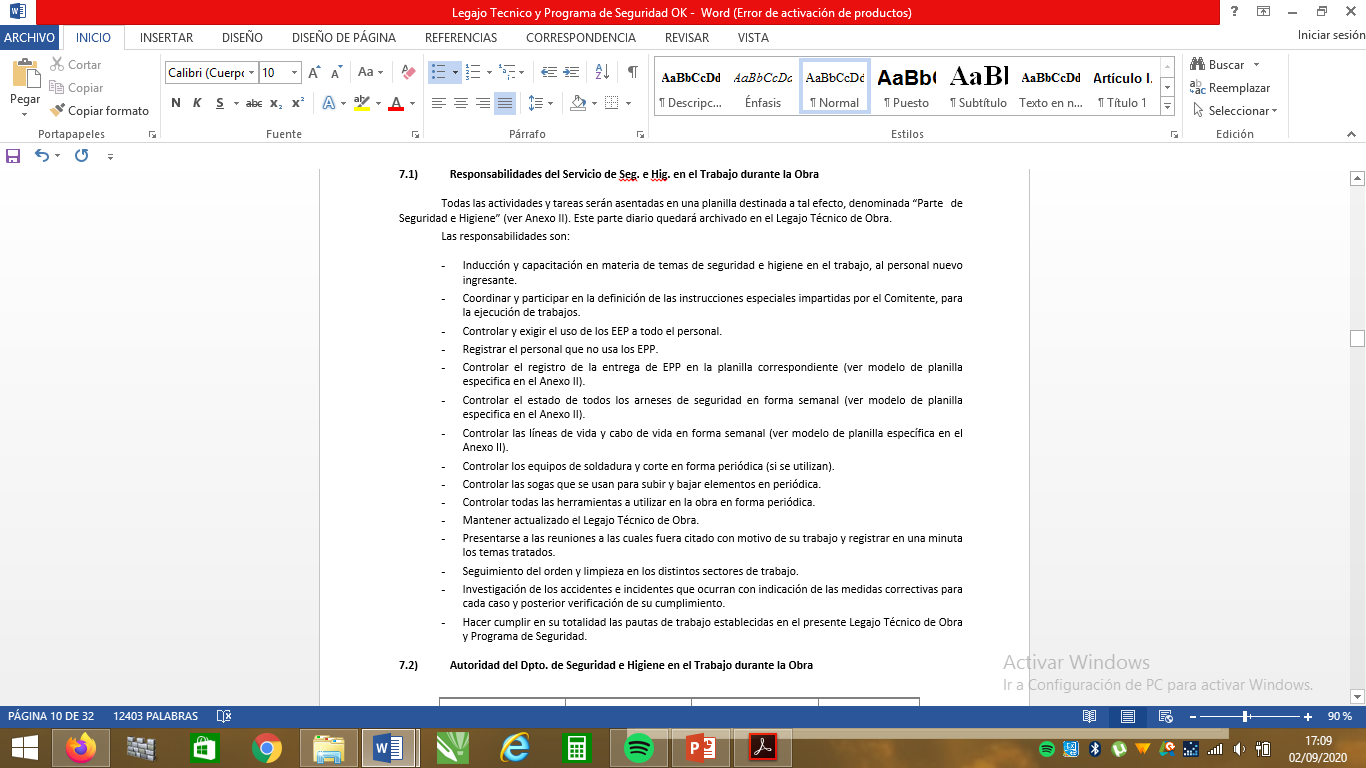 Legajo Tecnico y Programa de Seguridad OK - Word (Error de activación de productos)
ARCHIVO INICIO INSERTAR DISEÑO DISEÑO DE PÁGINA REFERENCIAS CORRESPONDENCIA REVISAR VISTA Iniciar sesión
Pegar
Cortar
Copiar
Copiar formato
Portapapeles
Calibri (Cuerpo 10
N K S abc x₂ x²
Fuente
Párrafo
AaBbCcDd AaBbCcDc AaBbCcDd AaBb( AaBl AaBbCcDd Artículo I.
¶ Descripc... Énfasis ¶ Normal ¶ Puesto ¶ Subtítulo Texto en n... ¶ Título 1
Estilos
Buscar
Reemplazar
Seleccionar
Edición
7.1) Responsabilidades del Servicio de Seg. e Hig. en el Trabajo durante la Obra
Todas las actividades y tareas serán asentadas en una planilla destinada a tal efecto, denominada “Parte de
Seguridad e Higiene” (ver Anexo II). Este parte diario quedará archivado en el Legajo Técnico de Obra.
Las responsabilidades son:
- Inducción y capacitación en materia de temas de seguridad e higiene en el trabajo, al personal nuevo
ingresante.
- Coordinar y participar en la definición de las instrucciones especiales impartidas por el Comitente, para
la ejecución de trabajos.
- Controlar y exigir el uso de los EEP a todo el personal.
- Registrar el personal que no usa los EPP.
- Controlar el registro de la entrega de EPP en la planilla correspondiente (ver modelo de planilla
especifica en el Anexo II).
- Controlar el estado de todos los arneses de seguridad en forma semanal (ver modelo de planilla
especifica en el Anexo II).
- Controlar las líneas de vida y cabo de vida en forma semanal (ver modelo de planilla específica en el
Anexo II).
- Controlar los equipos de soldadura y corte en forma periódica (si se utilizan).
- Controlar las sogas que se usan para subir y bajar elementos en periódica.
- Controlar todas las herramientas a utilizar en la obra en forma periódica.
- Mantener actualizado el Legajo Técnico de Obra.
- Presentarse a las reuniones a las cuales fuera citado con motivo de su trabajo y registrar en una minuta
los temas tratados.
- Seguimiento del orden y limpieza en los distintos sectores de trabajo.
- Investigación de los accidentes e incidentes que ocurran con indicación de las medidas correctivas para
cada caso y posterior verificación de su cumplimiento.
- Hacer cumplir en su totalidad las pautas de trabajo establecidas en el presente Legajo Técnico de Obra
y Programa de Seguridad.
7.2) Autoridad del Dpto. de Seguridad e Higiene en el Trabajo durante la Obra
Activar Windows
Ir a Configuración de PC para activar Windows.
PÁGINA 10 DE 32 12403 PALABRAS 90 %
17:09
02/09/2020